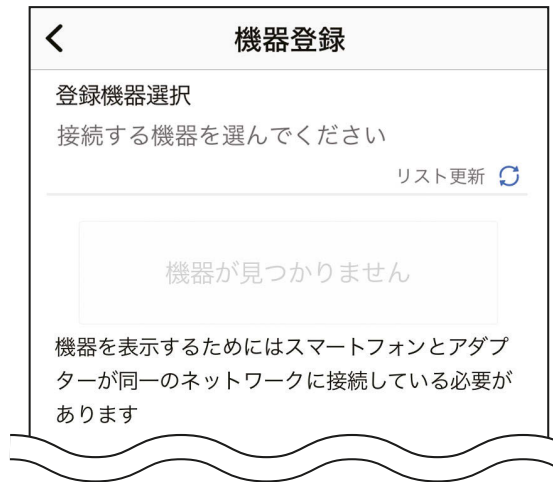 機器登録
登録機器選択
接続する機器を選んでください
リスト更新
機器が見つかりません
機器を表示するためにはスマートフォンとアダプ
ターが同一のネットワークに接続している必要が
あります